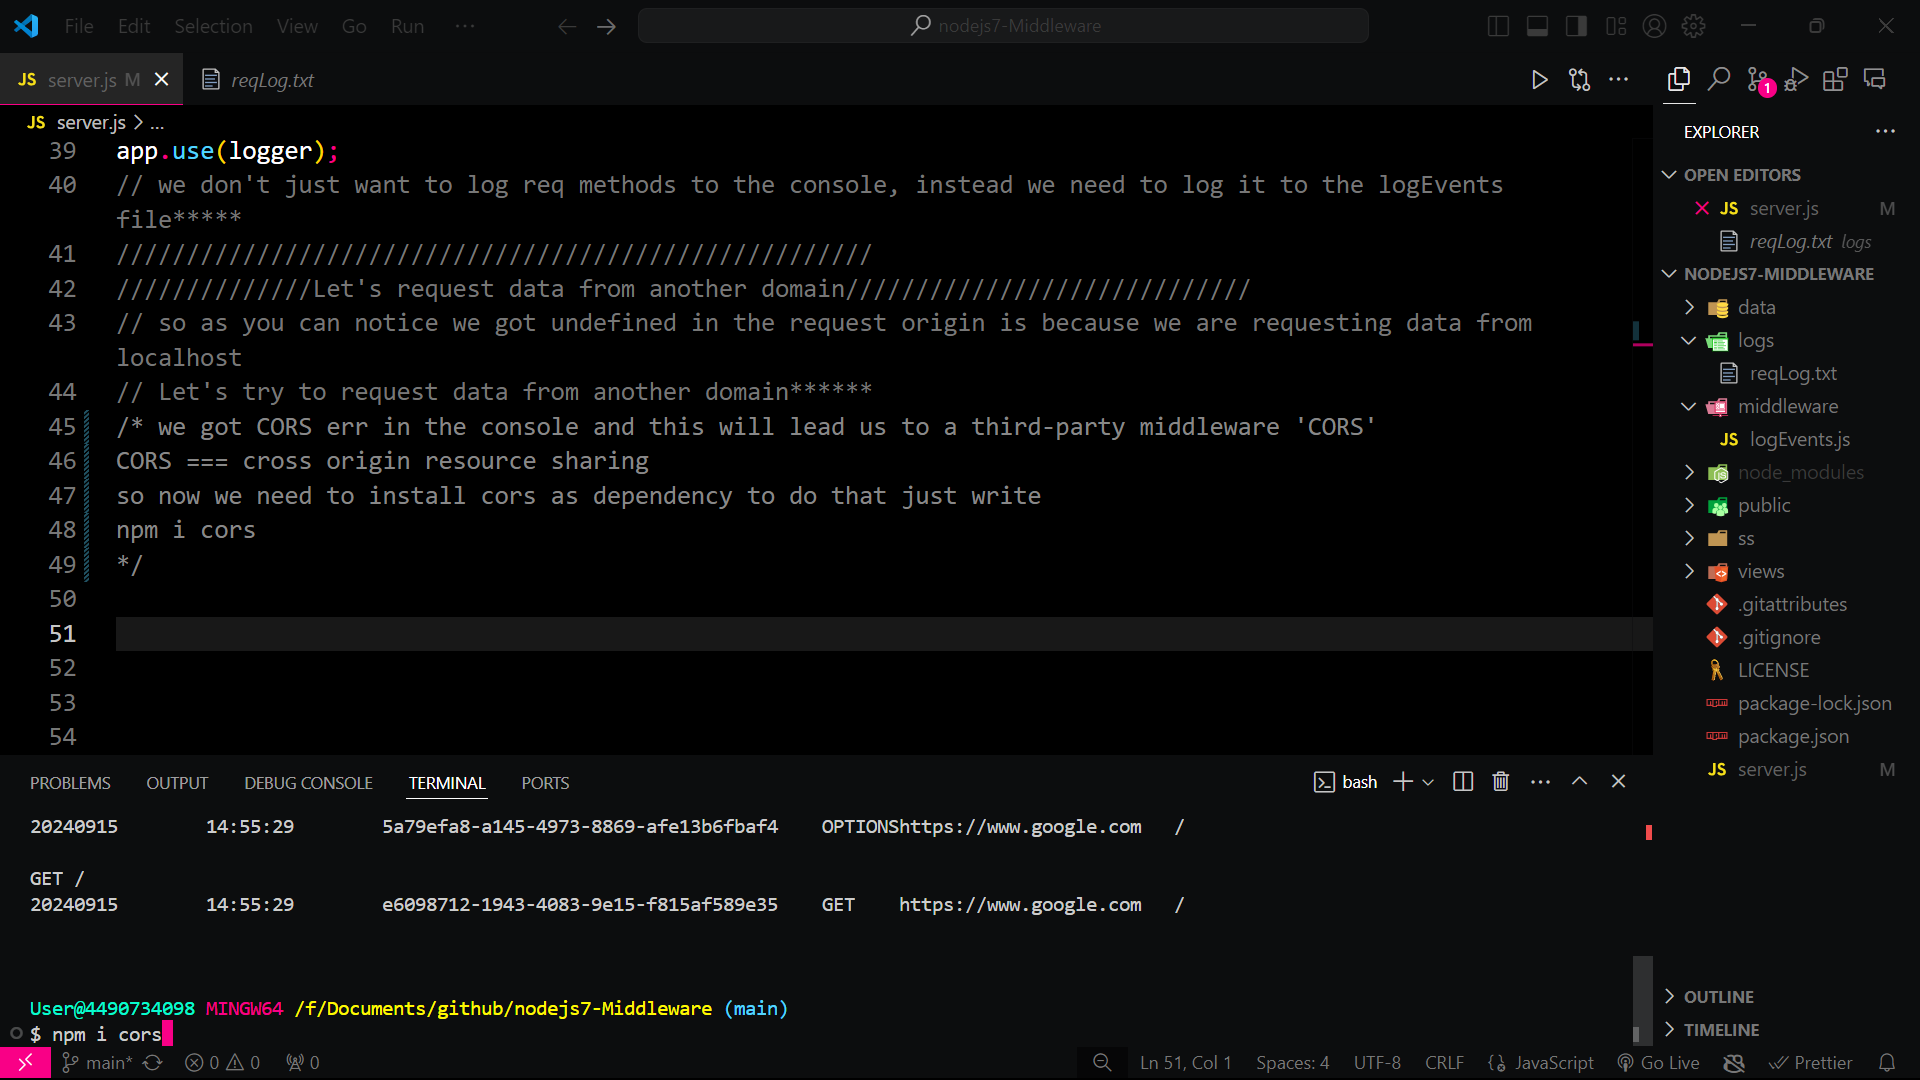 File Edit Selection View Go Run ...
nodejs7-Middleware
JS server.js M
reqLog.txt
JS server.js > ...
39 app.use(logger);
40 // we don't just want to log req methods to the console, instead we need to log it to the logEvents
file*****
41 //////////////////////////////////////////////////////
42 //////////////Let's request data from another domain/////////////////////////////
43 // so as you can notice we got undefined in the request origin is because we are requesting data from
localhost
44 // Let's try to request data from another domain******
45 /* we got CORS err in the console and this will lead us to a third-party middleware 'CORS'
46 CORS === cross origin resource sharing
47 so now we need to install cors as dependency to do that just write
48 npm i cors
49 */
50
51
52
53
54
PROBLEMS OUTPUT DEBUG CONSOLE TERMINAL PORTS
bash
20240915 14:55:29 5a79efa8-a145-4973-8869-afe13b6fbaf4 OPTIONShttps://www.google.com /
GET /
20240915 14:55:29 e6098712-1943-4083-9e15-f815af589e35 GET https://www.google.com /
User@4490734098 MINGW64 /f/Documents/github/nodejs7-Middleware (main)
$ npm i cors
1
EXPLORER
OPEN EDITORS
JS server.js M
reqLog.txt logs
NODEJS7-MIDDLEWARE
data
logs
reqLog.txt
middleware
JS logEvents.js
node_modules
public
ss
views
.gitattributes
.gitignore
LICENSE
package-lock.json
package.json
JS server.js M
OUTLINE
TIMELINE
main* 0 0 0 Ln 51, Col 1 Spaces: 4 UTF-8 CRLF JavaScript Go Live Prettier